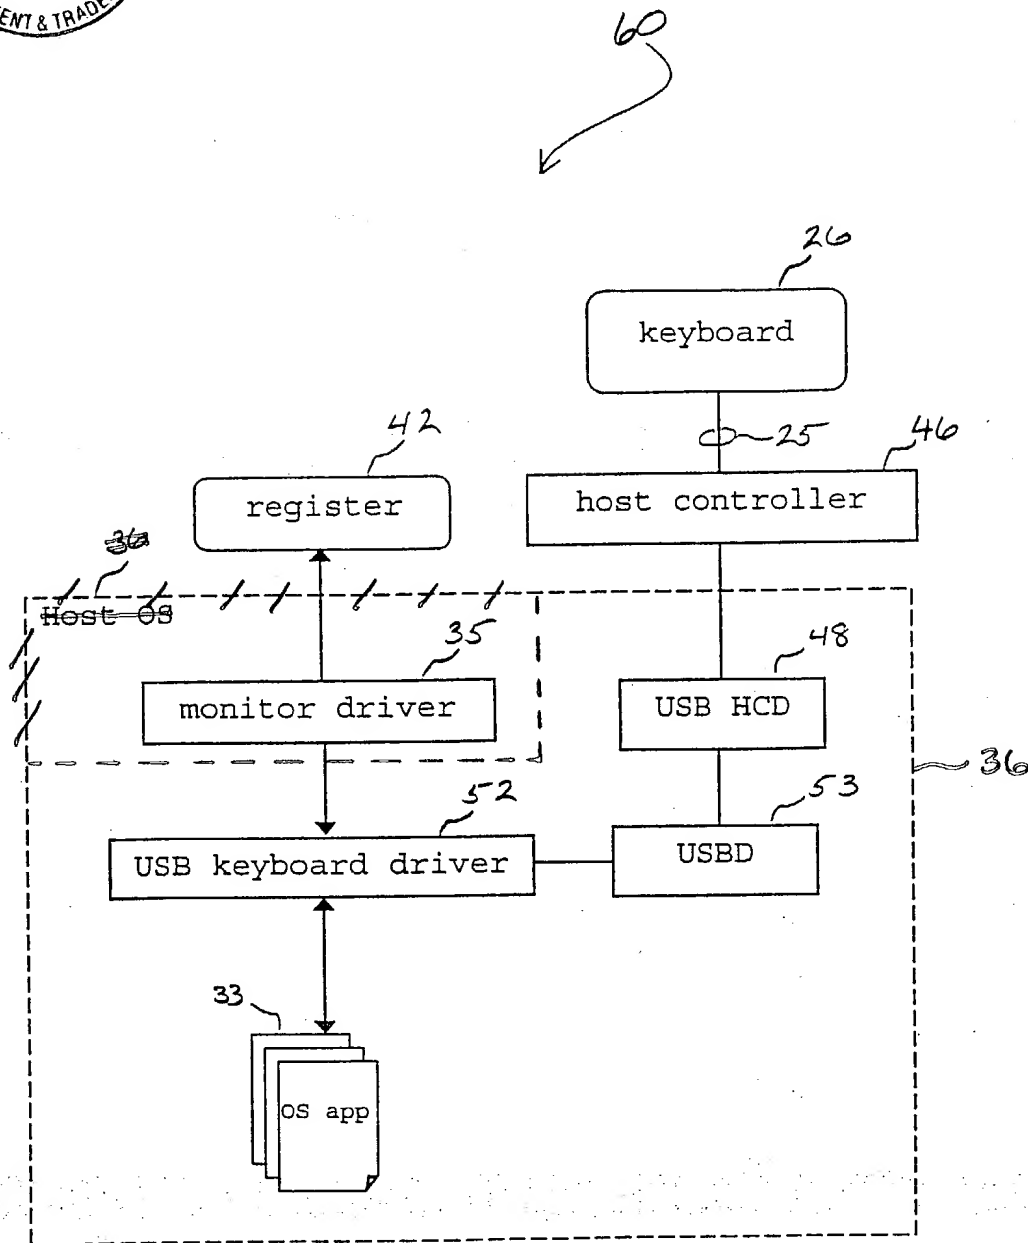 ENT & TRADE
60
26
keyboard
25
42
46
register
host controller
36
Host OS
35
48
monitor driver
USB HCD
36
52
53
USB keyboard driver
USBD
33
OS app